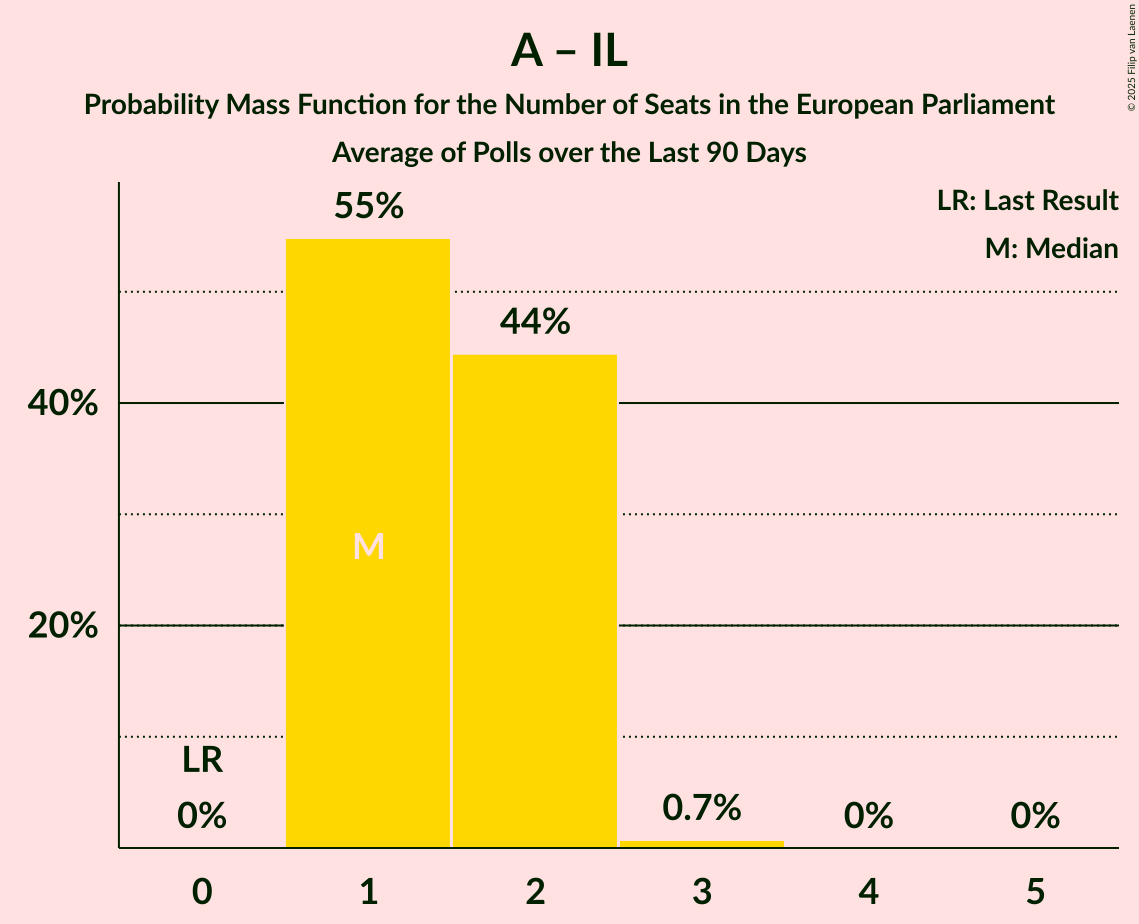 A – IL
Probability Mass Function for the Number of Seats in the European Parliament
Average of Polls over the Last 90 Days
© 2025 Filip van Laenen
LR: Last Result
M: Median
55%
44%
40%
M
20%
LR
0%
0.7%
0%
0%
0
1
2
3
4
5